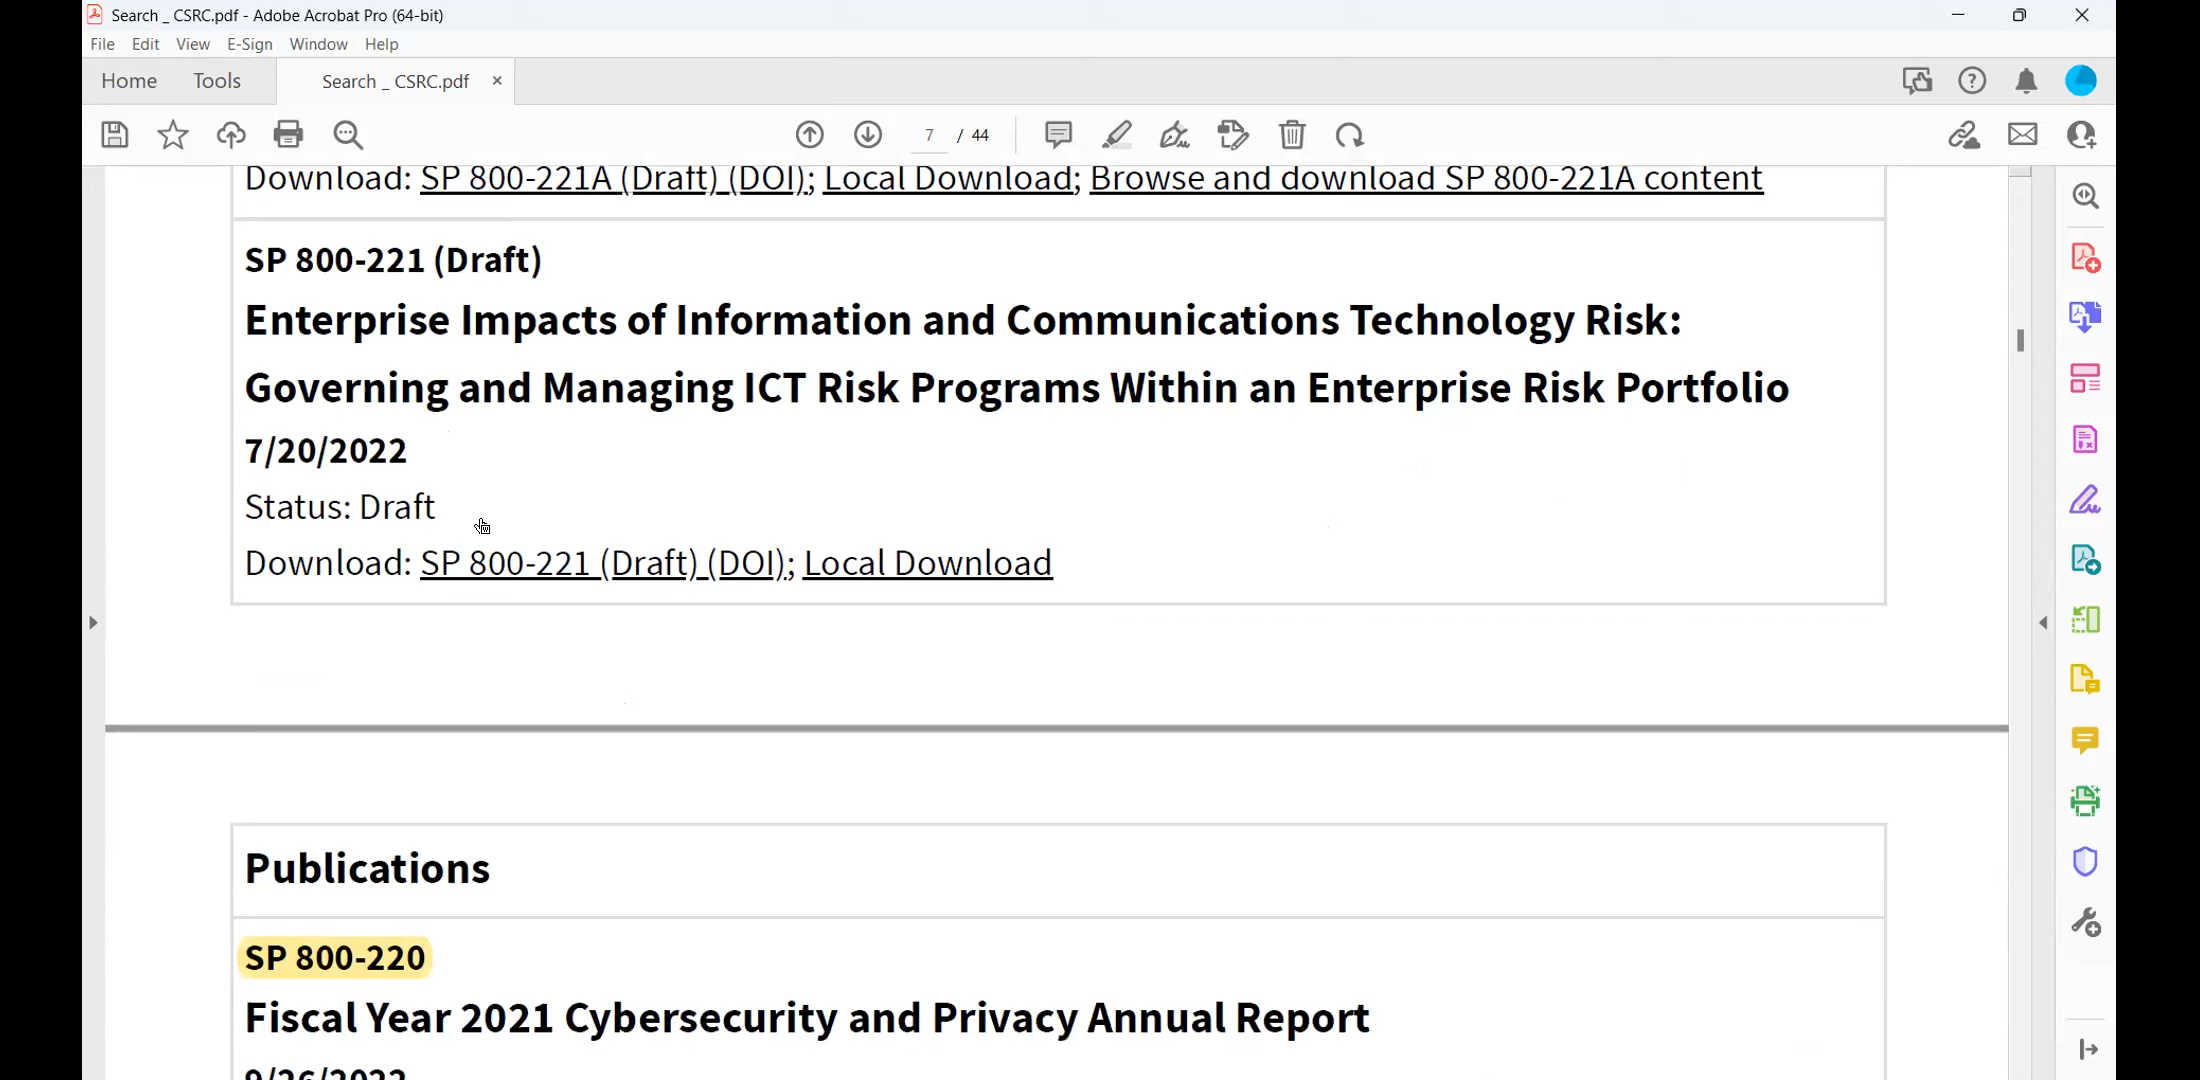 Search _ CSRC.pdf - Adobe Acrobat Pro (64-bit)
File Edit View E-Sign Window Help
Home Tools Search _ CSRC.pdf ×
7 / 44
Download: SP 800-221A (Draft) (DOI); Local Download; Browse and download SP 800-221A content
SP 800-221 (Draft)
Enterprise Impacts of Information and Communications Technology Risk:
Governing and Managing ICT Risk Programs Within an Enterprise Risk Portfolio
7/20/2022
Status: Draft
Download: SP 800-221 (Draft) (DOI); Local Download
Publications
SP 800-220
Fiscal Year 2021 Cybersecurity and Privacy Annual Report
9/26/2022